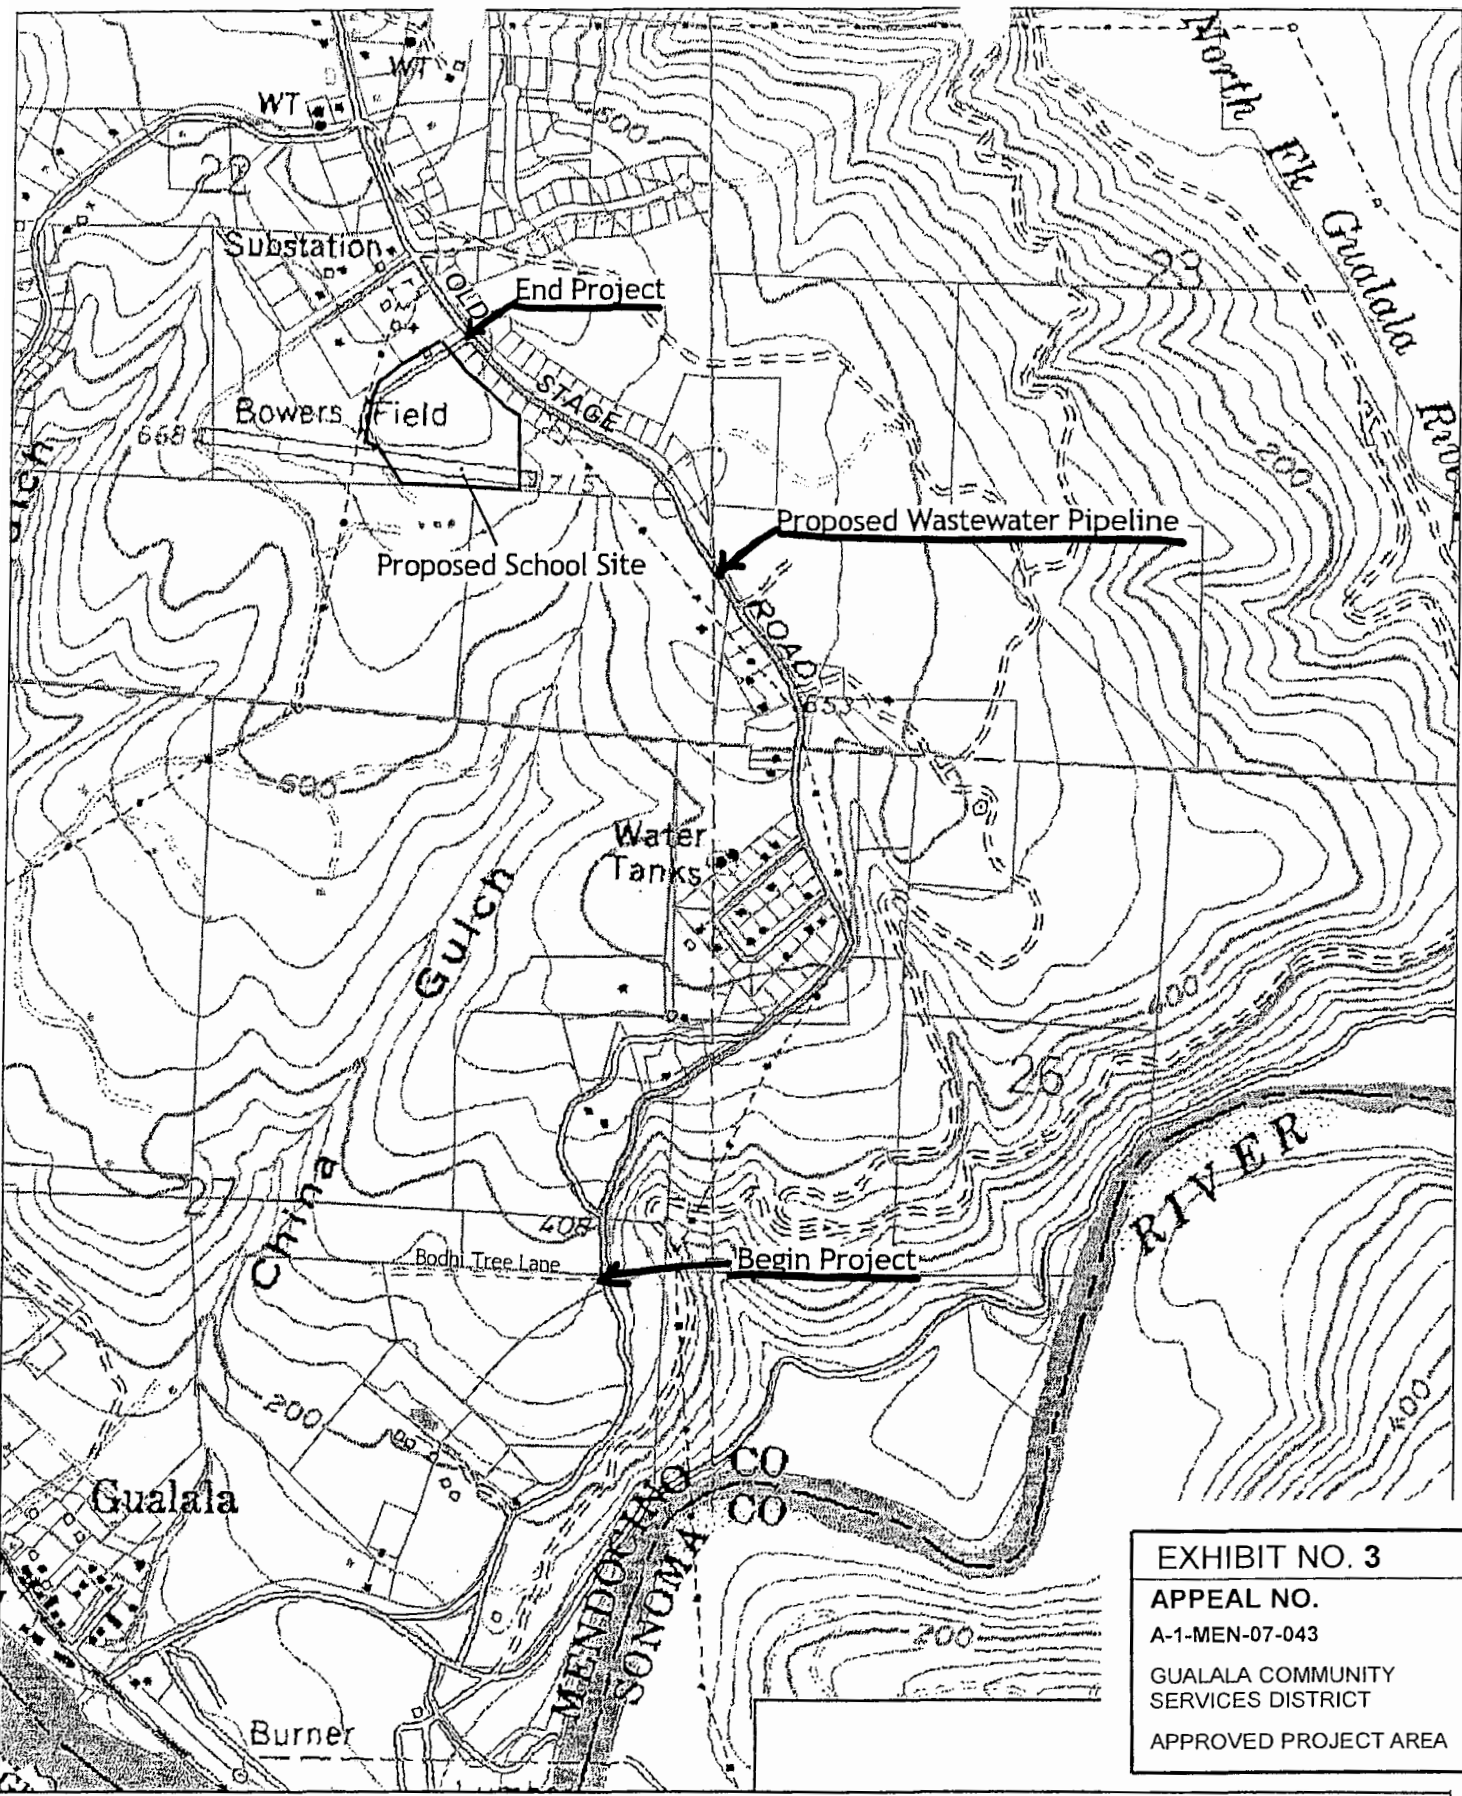 North Fk Gualala
WT
WT
500
22
Substation
23
OLD
End Project
STAGE
Bowers Field
668
715
200
Proposed Wastewater Pipeline
Proposed School Site
ROAD
653
600
Water
Tanks
China Gulch
400
26
RIVER
27
408
Bodhi Tree Lane
Begin Project
200
400
Gualala
CO
CO
MENDOCINO
SONOMA
200
Burner
EXHIBIT NO. 3
APPEAL NO.
A-1-MEN-07-043
GUALALA COMMUNITY
SERVICES DISTRICT
APPROVED PROJECT AREA